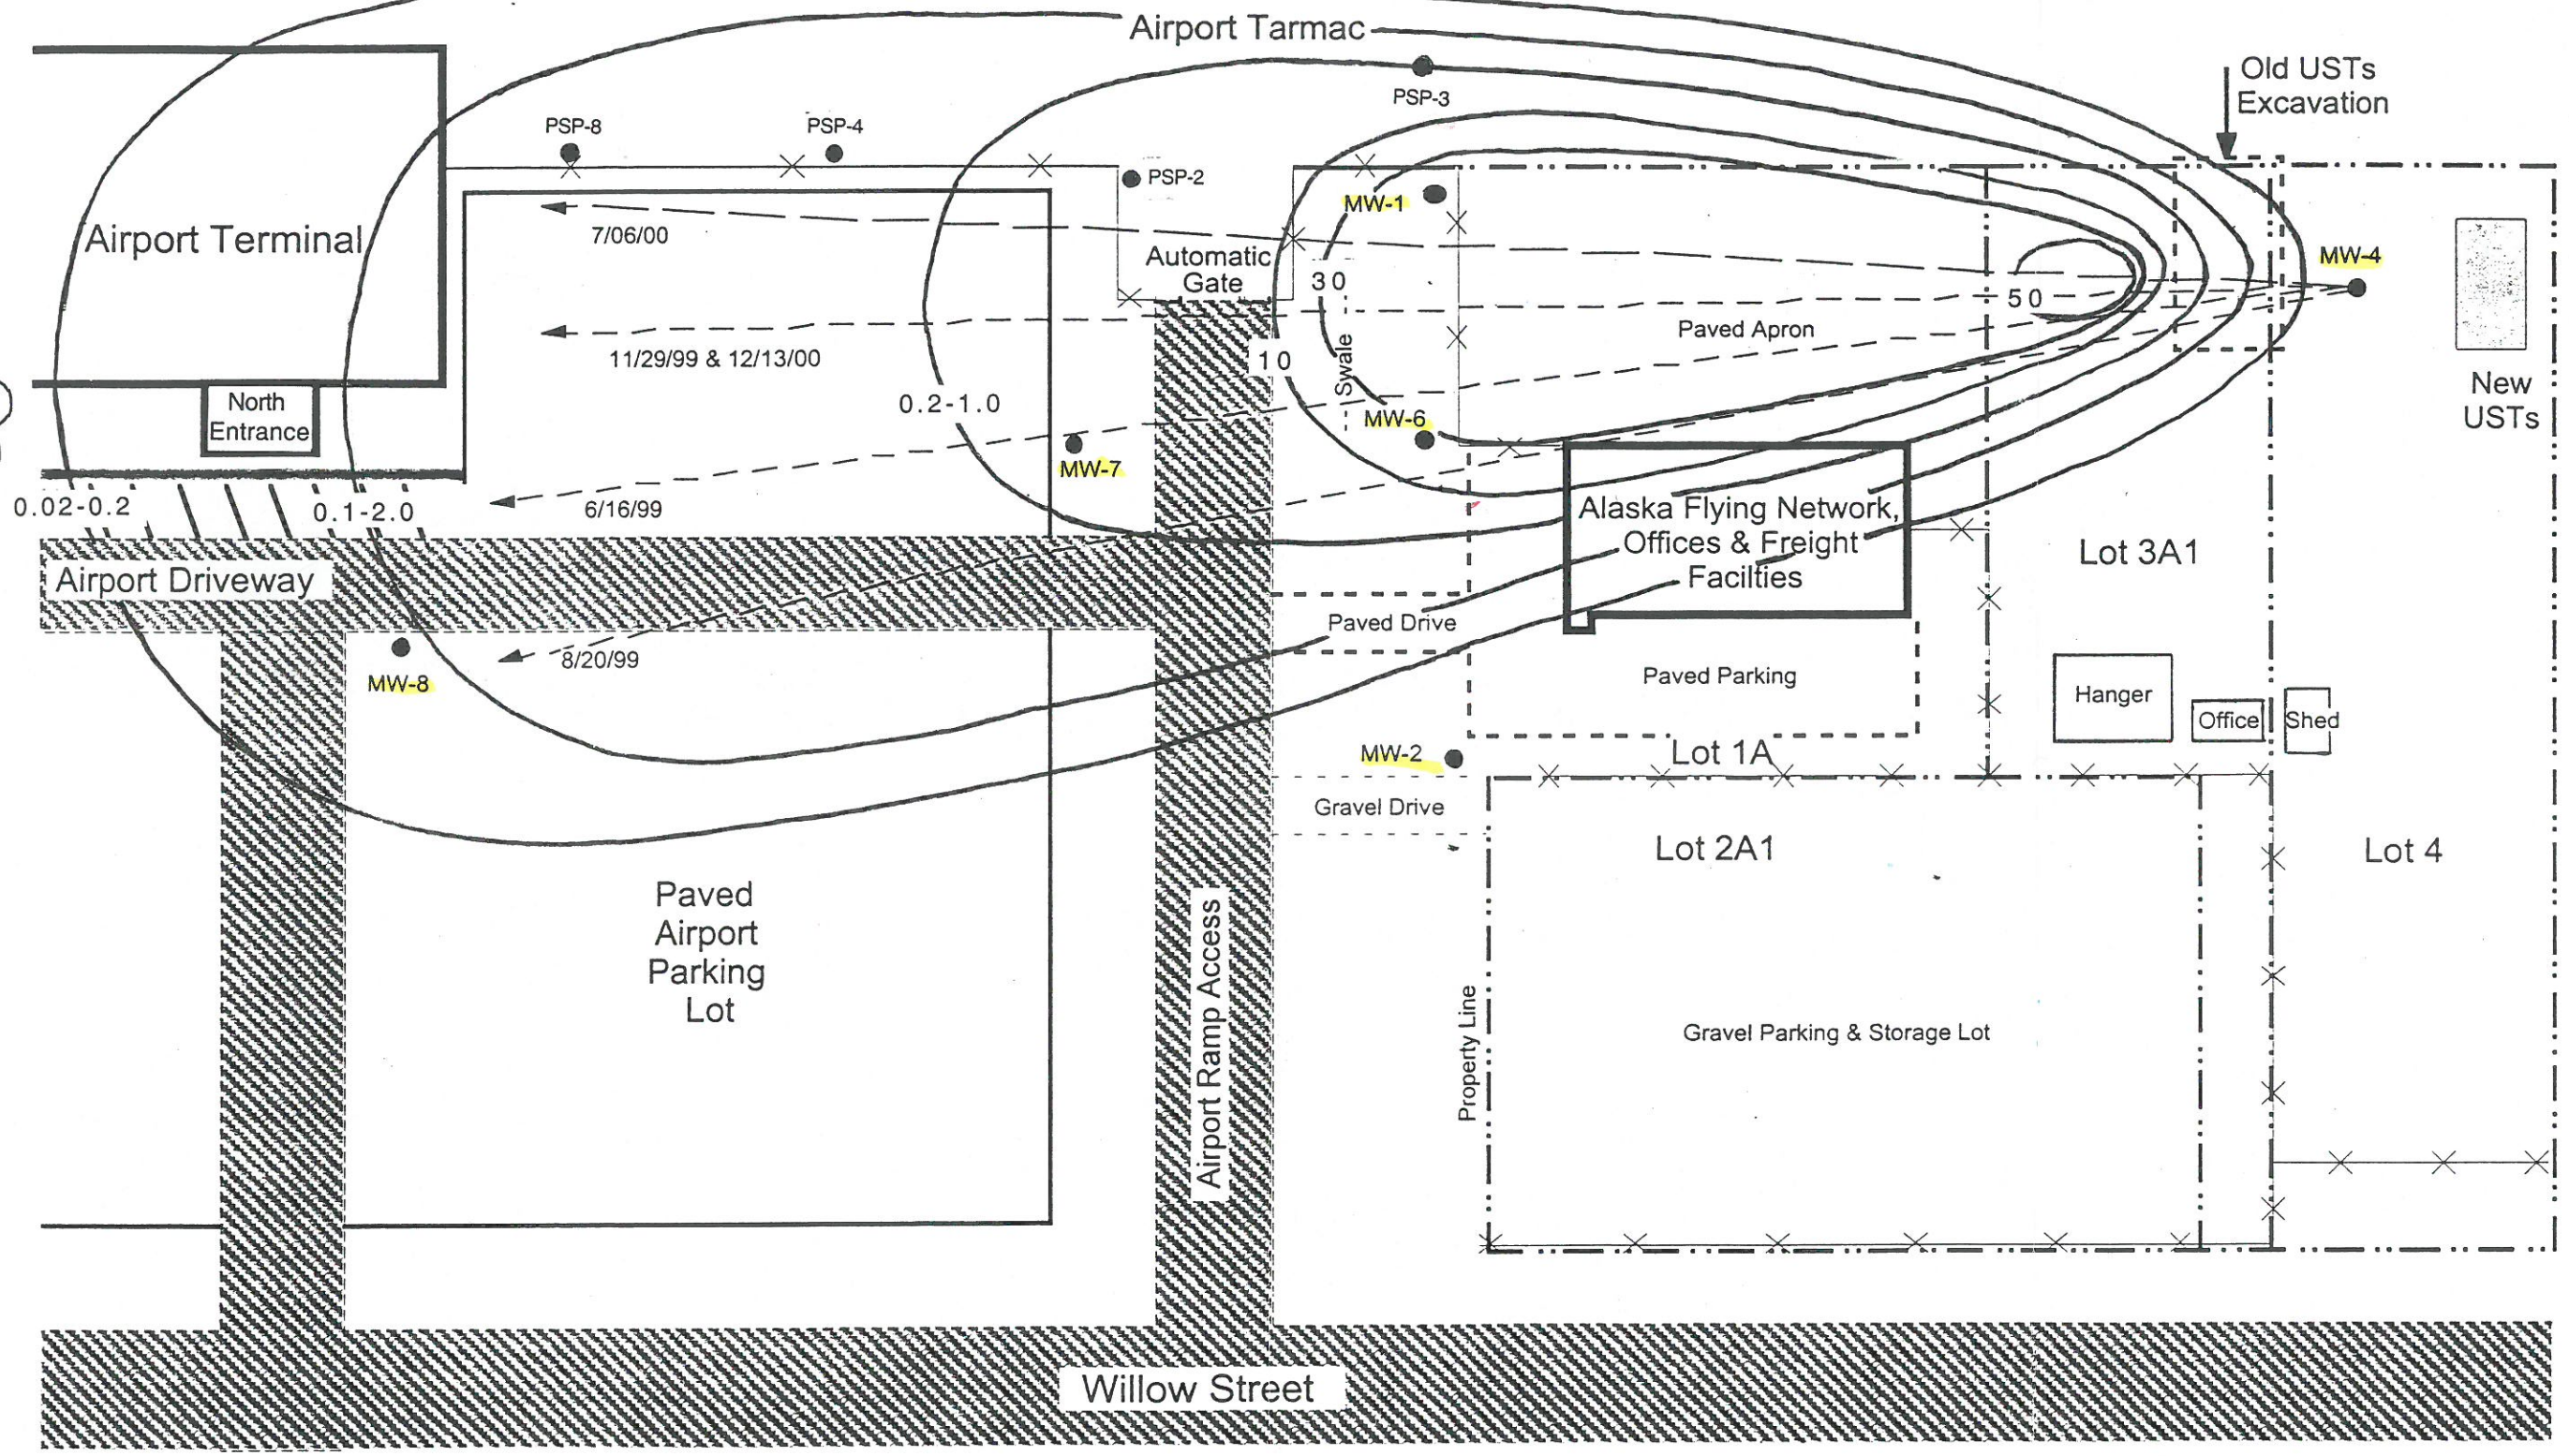 Airport Tarmac
Old USTs
Excavation
PSP-3
PSP-8
PSP-4
PSP-2
MW-1
Airport Terminal
7/06/00
Automatic
Gate
MW-4
30
50
Paved Apron
11/29/99 & 12/13/00
10
Swale
New
USTs
North
Entrance
0.2-1.0
MW-6
MW-7
0.02-0.2
0.1-2.0
6/16/99
Alaska Flying Network,
Offices & Freight
Facilties
Lot 3A1
Airport Driveway
Paved Drive
8/20/99
MW-8
Paved Parking
Hanger
Office
Shed
MW-2
Lot 1A
Gravel Drive
Lot 2A1
Lot 4
Paved
Airport
Parking
Lot
Airport Ramp Access
Property Line
Gravel Parking & Storage Lot
Willow Street